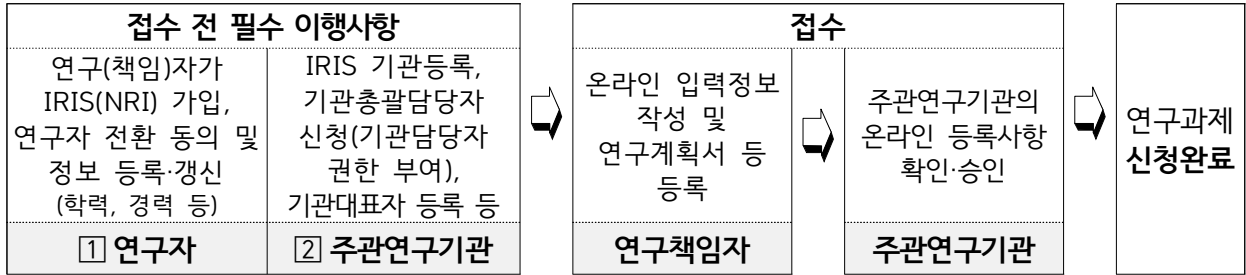 접수 전 필수 이행사항
연구(책임)자가
IRIS(NRI) 가입,
연구자 전환 동의 및
정보 등록·갱신
(학력, 경력 등)
1 연구자
IRIS 기관등록,
기관총괄담당자
신청(기관담당자
권한 부여),
기관대표자 등록 등
2 주관연구기관
접수
온라인 입력정보
작성 및
연구계획서 등
등록
연구책임자
주관연구기관의
온라인 등록사항
확인·승인
주관연구기관
연구과제
신청완료